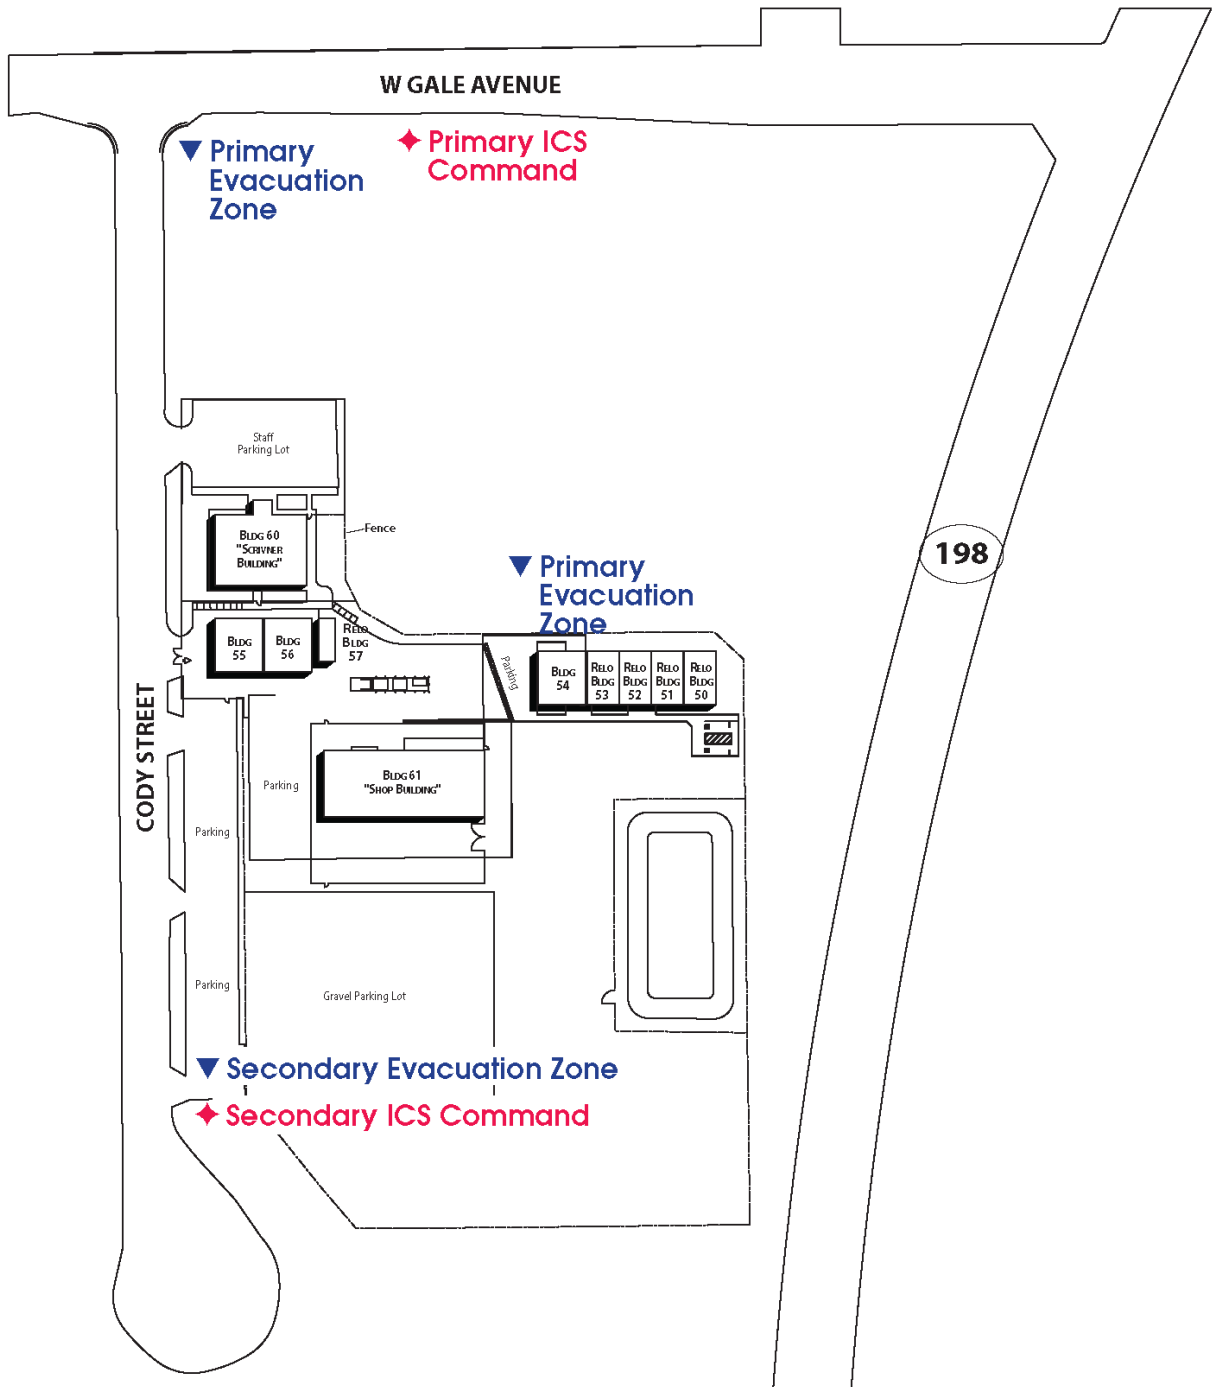 W GALE AVENUE
Primary
Evacuation
Zone
Primary ICS
Command
Staff
Parking Lot
Fence
BLDG 60
"SCRIVNER
BUILDING"
198
Primary
Evacuation
Zone
BLDG
55
BLDG
56
RELO
BLDG
57
Parking
BLDG
54
RELO
BLDG
53
RELO
BLDG
52
RELO
BLDG
51
RELO
BLDG
50
CODY STREET
Parking
BLDG 61
"SHOP BUILDING"
Parking
Parking
Gravel Parking Lot
Secondary Evacuation Zone
Secondary ICS Command